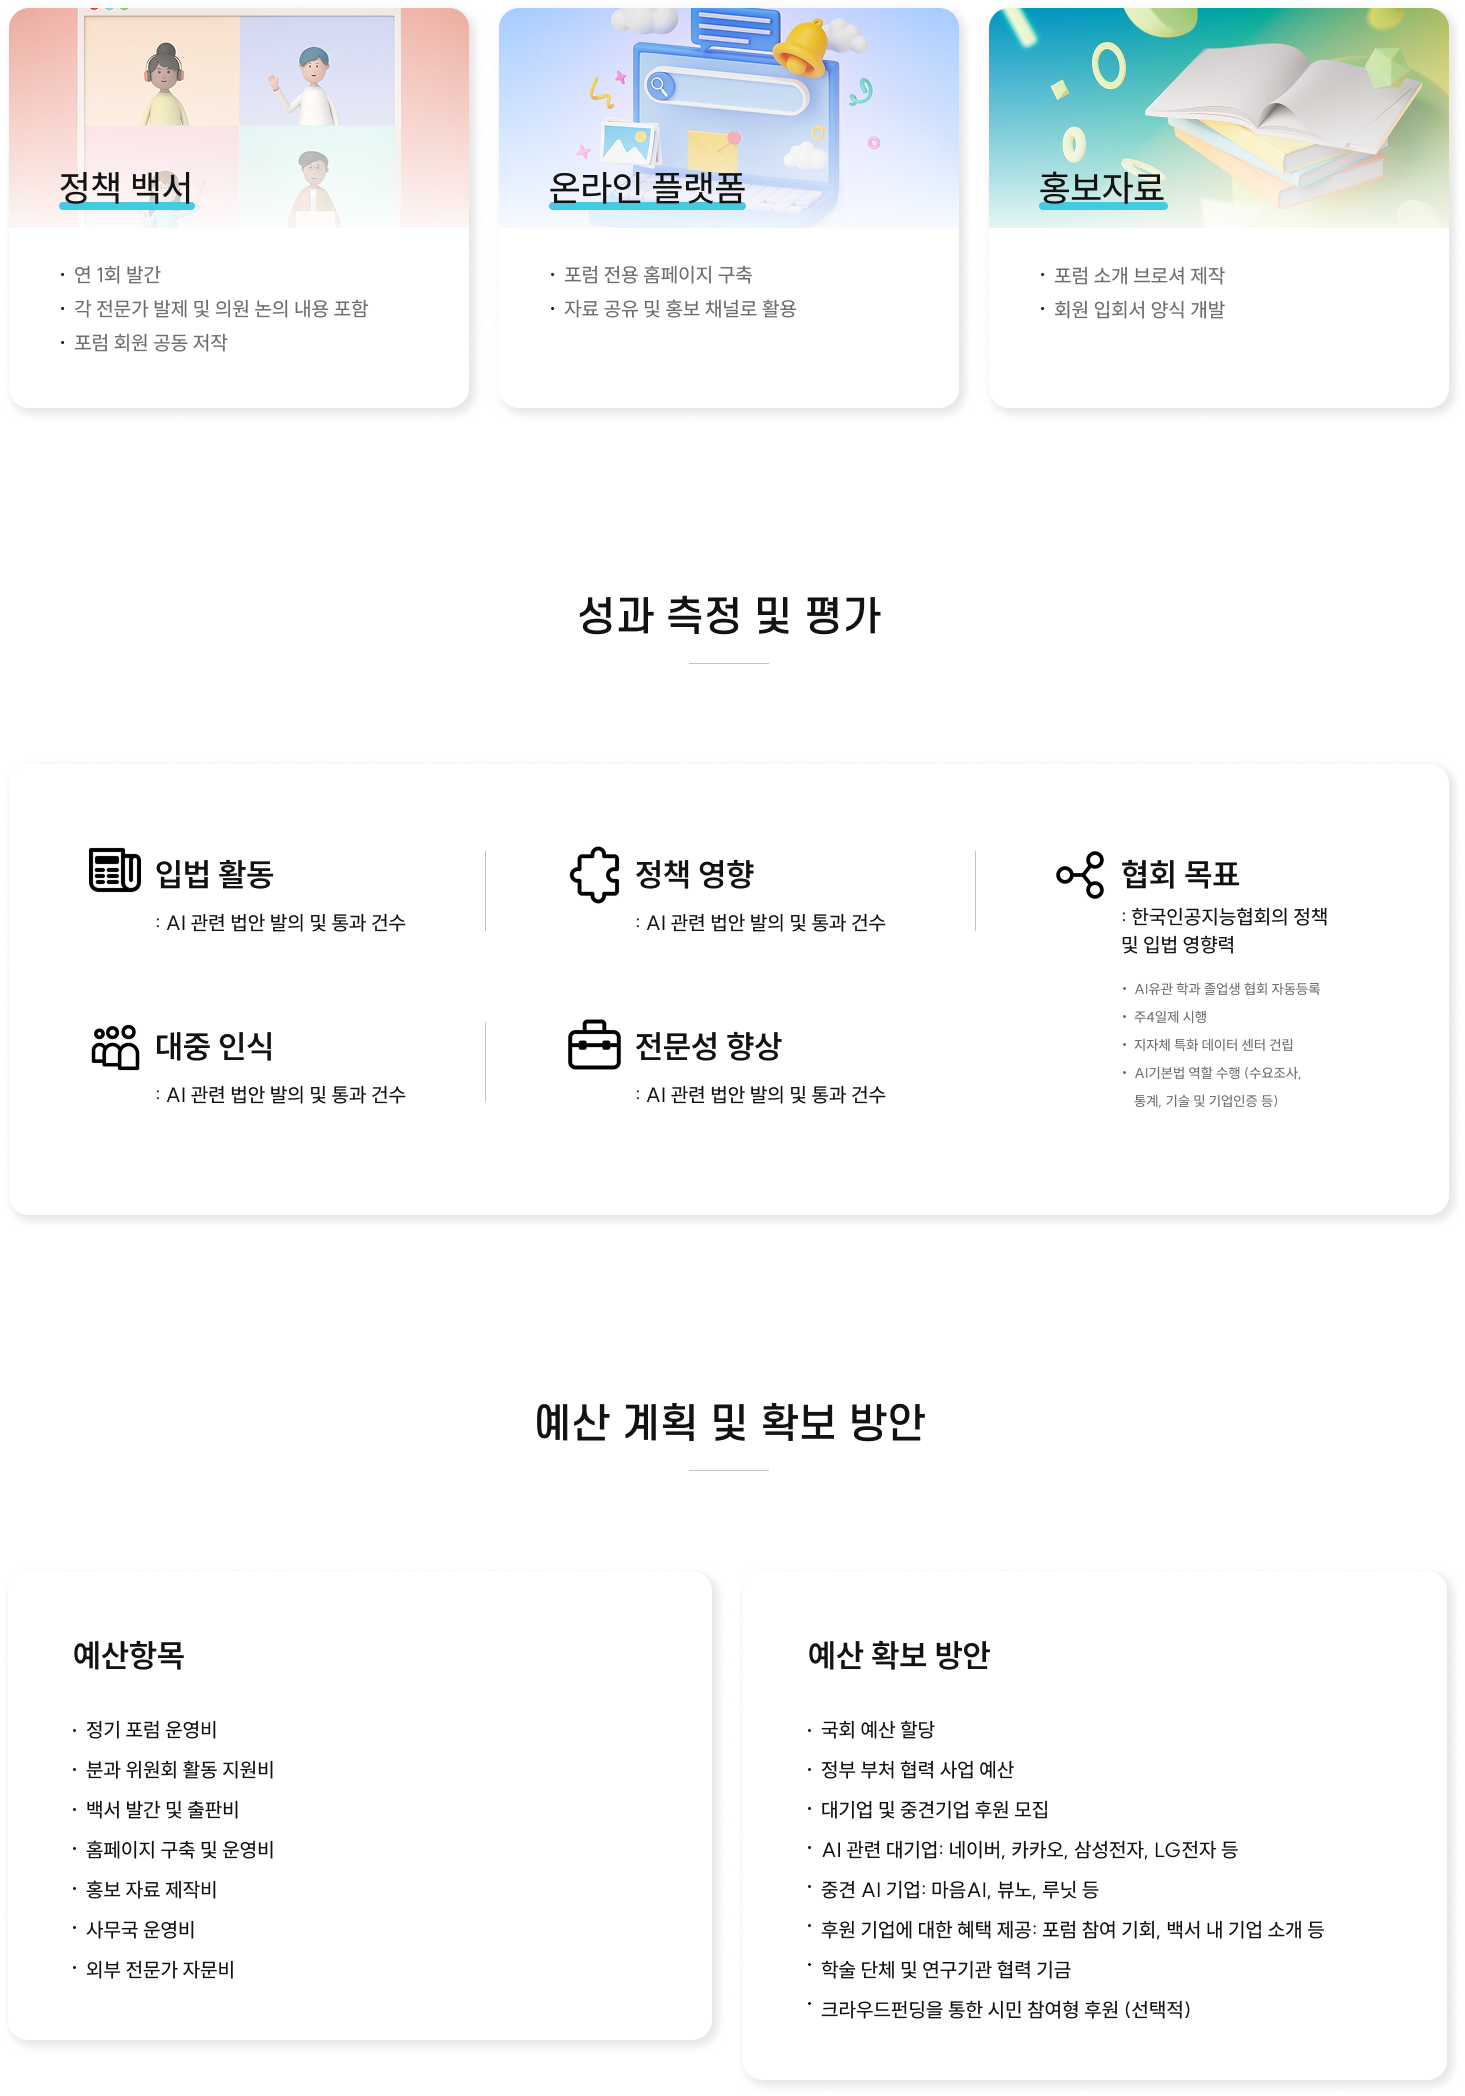 정책 백서
· 연 1회 발간
· 각 전문가 발제 및 의원 논의 내용 포함
· 포럼 회원 공동 저작
온라인 플랫폼
· 포럼 전용 홈페이지 구축
· 자료 공유 및 홍보 채널로 활용
홍보자료
· 포럼 소개 브로셔 제작
· 회원 입회서 양식 개발
성과 측정 및 평가
입법 활동
: AI 관련 법안 발의 및 통과 건수
정책 영향
: AI 관련 법안 발의 및 통과 건수
협회 목표
: 한국인공지능협회의 정책
및 입법 영향력
· AI유관 학과 졸업생 협회 자동등록
· 주4일제 시행
· 지자체 특화 데이터 센터 건립
· AI기본법 역할 수행 (수요조사,
통계, 기술 및 기업인증 등)
대중 인식
: AI 관련 법안 발의 및 통과 건수
전문성 향상
: AI 관련 법안 발의 및 통과 건수
예산 계획 및 확보 방안
예산항목
· 정기 포럼 운영비
· 분과 위원회 활동 지원비
· 백서 발간 및 출판비
· 홈페이지 구축 및 운영비
· 홍보 자료 제작비
· 사무국 운영비
· 외부 전문가 자문비
예산 확보 방안
· 국회 예산 할당
· 정부 부처 협력 사업 예산
· 대기업 및 중견기업 후원 모집
· AI 관련 대기업: 네이버, 카카오, 삼성전자, LG전자 등
· 중견 AI 기업: 마음AI, 뷰노, 루닛 등
· 후원 기업에 대한 혜택 제공: 포럼 참여 기회, 백서 내 기업 소개 등
· 학술 단체 및 연구기관 협력 기금
· 크라우드펀딩을 통한 시민 참여형 후원 (선택적)